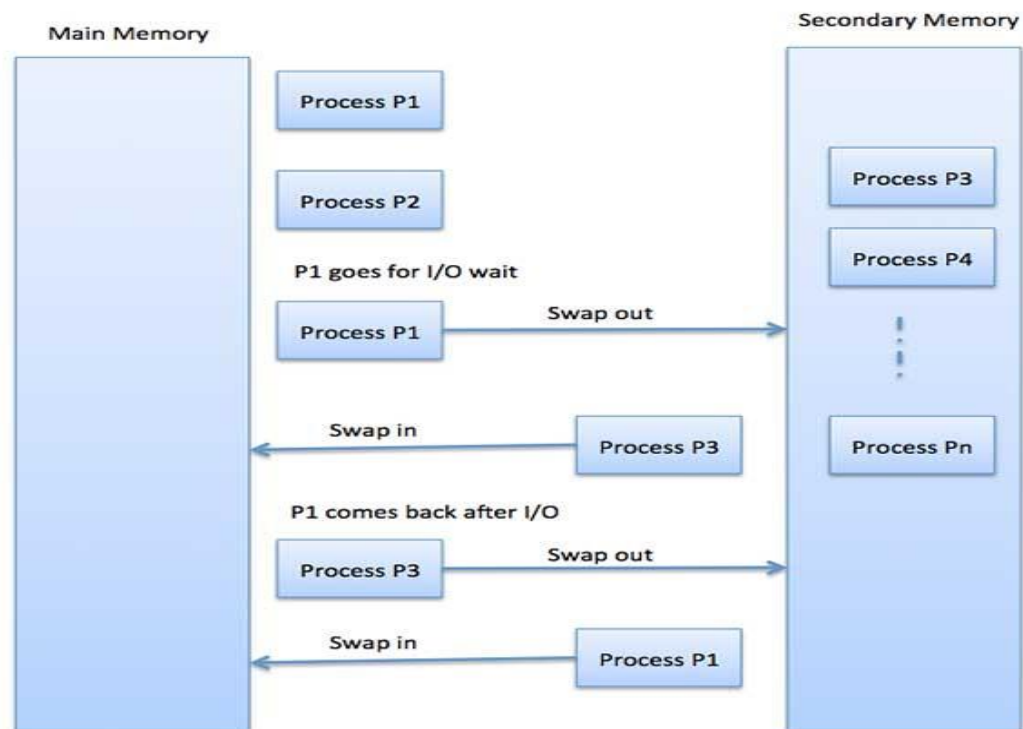 Main Memory
Secondary Memory
Process P1
Process P3
Process P2
Process P4
P1 goes for I/O wait
Process P1
Swap out
Swap in
Process P3
Process Pn
P1 comes back after I/O
Process P3
Swap out
Swap in
Process P1